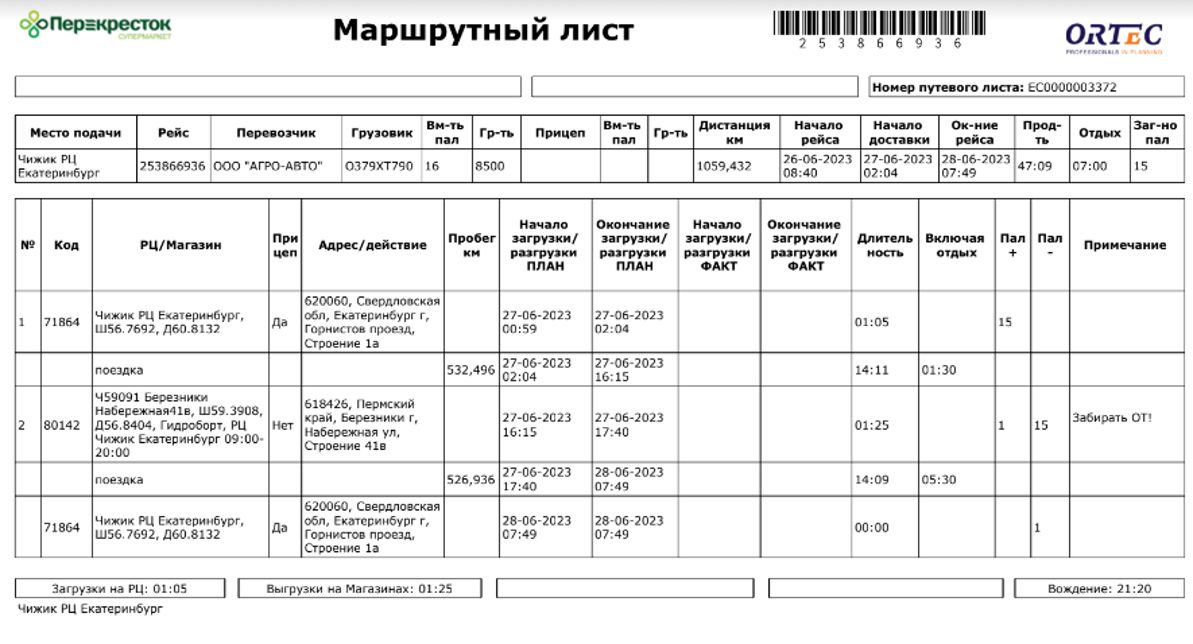 Перекресток
СУПЕРМАРКЕТ
Маршрутный лист
2 5 3 8 6 6 9 3 6
ORTEC
PROFESSIONALS IN PLANNING
Номер путевого листа: EC0000003372
Место подачи Рейс Перевозчик Грузовик Вм-ть пал Гр-ть Прицеп Вм-ть пал Гр-ть Дистанция км Начало рейса Начало доставки Ок-ние рейса Прод-ть Отдых Заг-но пал
Чижик РЦ Екатеринбург 253866936 ООО "АГРО-АВТО" О379ХТ790 16 8500 1059,432 26-06-2023 08:40 27-06-2023 02:04 28-06-2023 07:49 47:09 07:00 15
№ Код РЦ/Магазин При цеп Адрес/действие Пробег км Начало загрузки/ разгрузки ПЛАН Окончание загрузки/ разгрузки ПЛАН Начало загрузки/ разгрузки ФАКТ Окончание загрузки/ разгрузки ФАКТ Длитель ность Включая отдых Пал + Пал - Примечание
1 71864 Чижик РЦ Екатеринбург, Ш56.7692, Д60.8132 Да 620060, Свердловская обл, Екатеринбург г, Горнистов проезд, Строение 1а 27-06-2023 00:59 27-06-2023 02:04 01:05 15
поездка 532,496 27-06-2023 02:04 27-06-2023 16:15 14:11 01:30
2 80142 Ч59091 Березники Набережная41в, Ш59.3908, Д56.8404, Гидроборт, РЦ Чижик Екатеринбург 09:00-20:00 Нет 618426, Пермский край, Березники г, Набережная ул, Строение 41в 27-06-2023 16:15 27-06-2023 17:40 01:25 1 15 Забирать ОТ!
поездка 526,936 27-06-2023 17:40 28-06-2023 07:49 14:09 05:30
71864 Чижик РЦ Екатеринбург, Ш56.7692, Д60.8132 Да 620060, Свердловская обл, Екатеринбург г, Горнистов проезд, Строение 1а 28-06-2023 07:49 28-06-2023 07:49 00:00 1
Загрузки на РЦ: 01:05 Выгрузки на Магазинах: 01:25 Вождение: 21:20
Чижик РЦ Екатеринбург